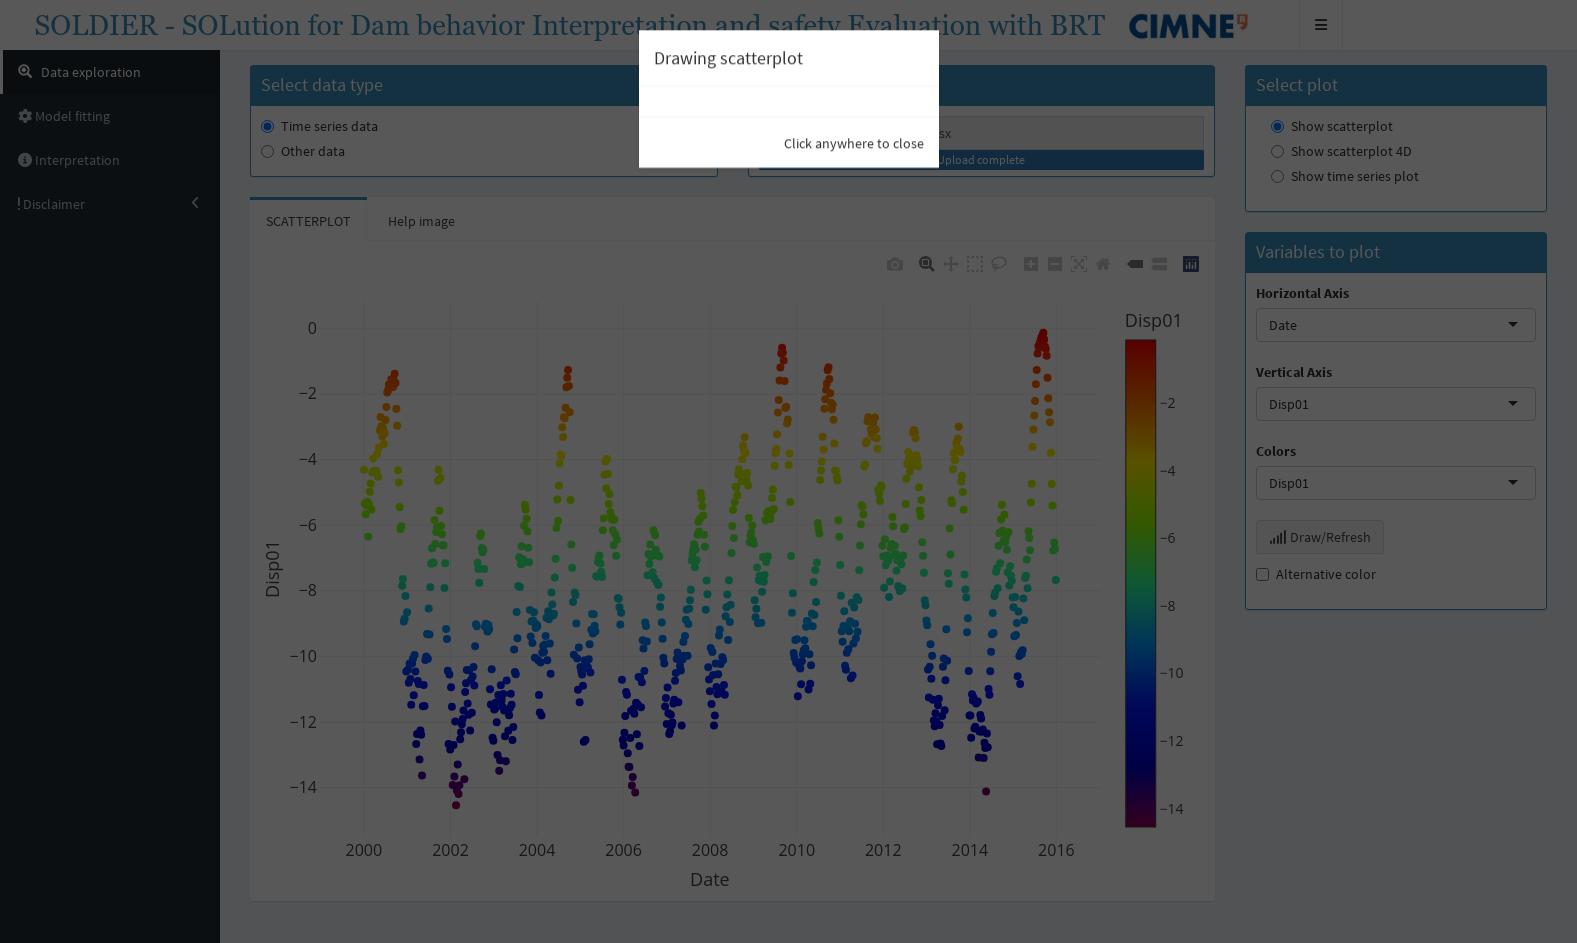 SOLDIER - SOLution for Dam behavior Interpretation and safety Evaluation with BRT
CIMNE
Drawing scatterplot
Click anywhere to close
Data exploration
Model fitting
Interpretation
Disclaimer
Select data type
Time series data
Other data
sx
Upload complete
Select plot
Show scatterplot
Show scatterplot 4D
Show time series plot
SCATTERPLOT
Help image
Variables to plot
Horizontal Axis
Date
Vertical Axis
Disp01
Colors
Disp01
Draw/Refresh
Alternative color
Disp01
0
−2
−4
−6
−8
−10
−12
−14
Disp01
2000 2002 2004 2006 2008 2010 2012 2014 2016
Date
−2
−4
−6
−8
−10
−12
−14